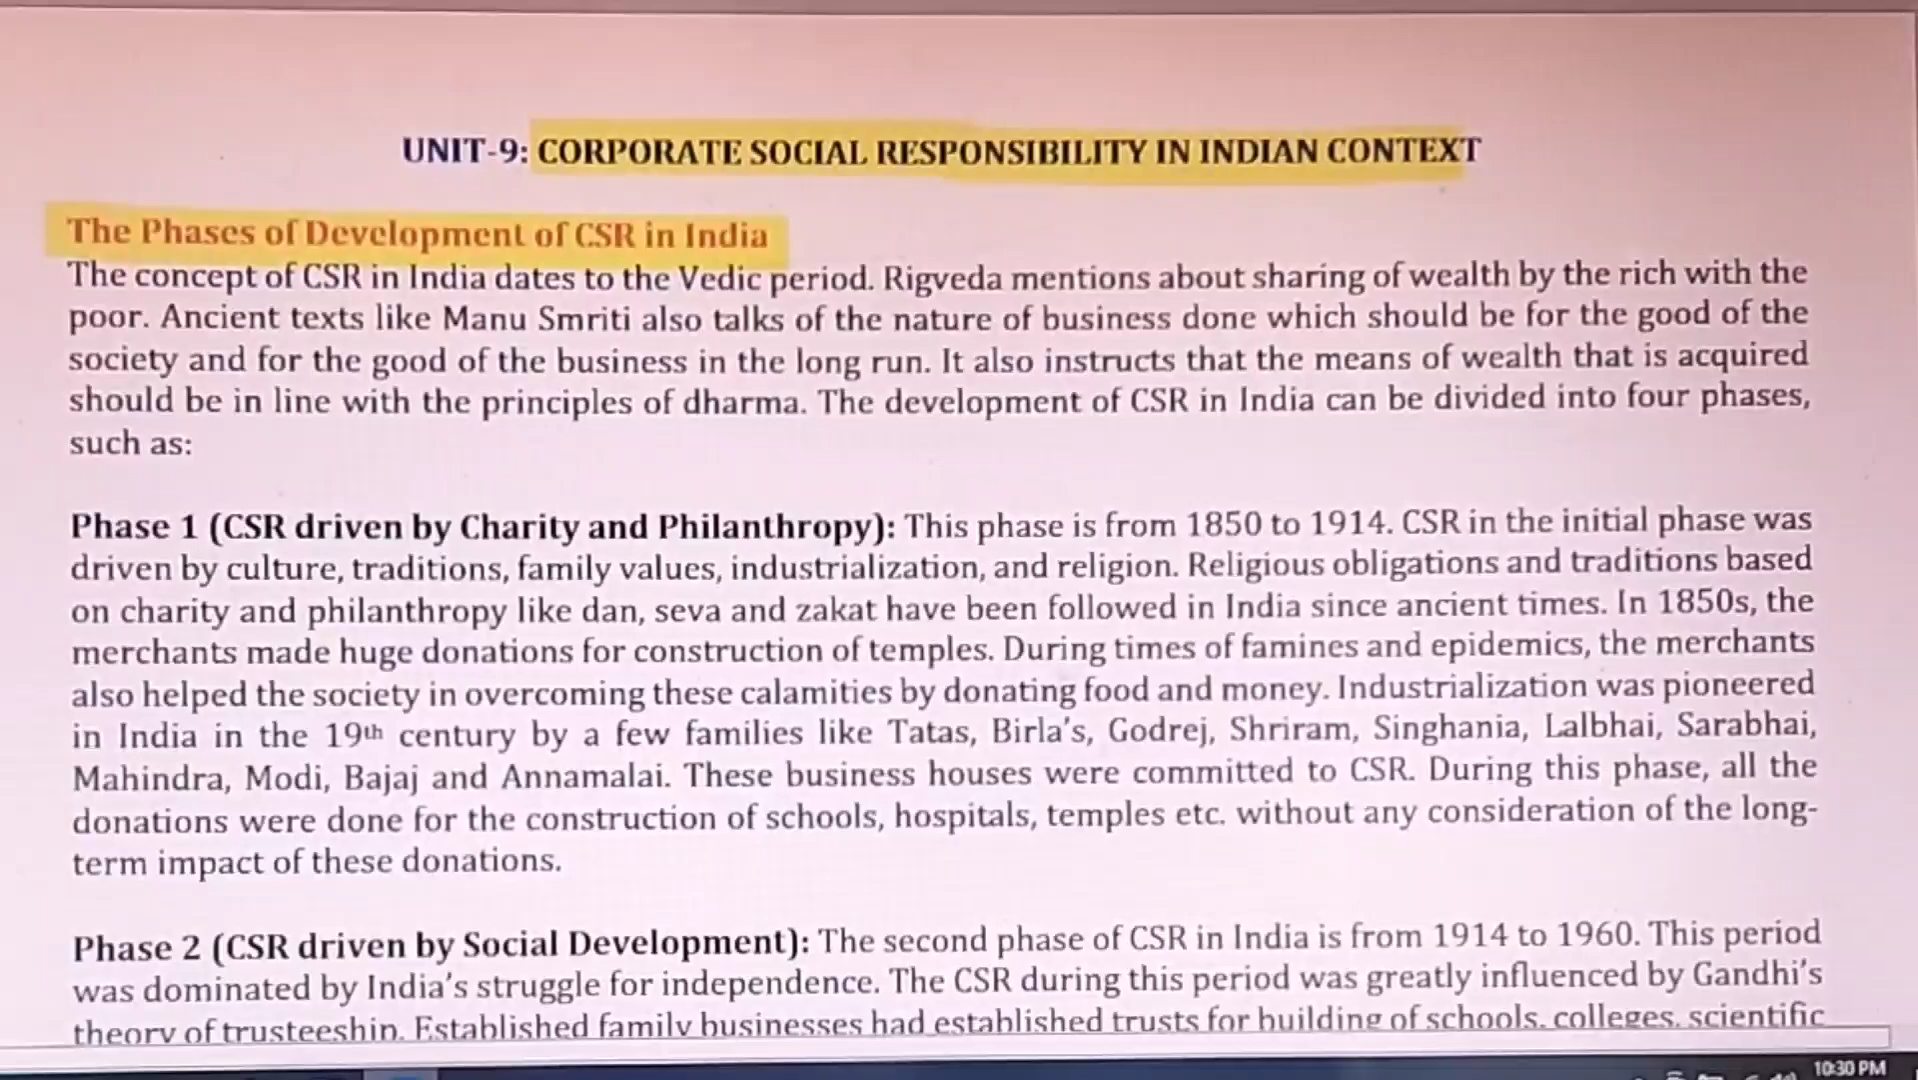 UNIT-9: CORPORATE SOCIAL RESPONSIBILITY IN INDIAN CONTEXT
The Phases of Development of CSR in India
The concept of CSR in India dates to the Vedic period. Rigveda mentions about sharing of wealth by the rich with the
poor. Ancient texts like Manu Smriti also talks of the nature of business done which should be for the good of the
society and for the good of the business in the long run. It also instructs that the means of wealth that is acquired
should be in line with the principles of dharma. The development of CSR in India can be divided into four phases,
such as:
Phase 1 (CSR driven by Charity and Philanthropy): This phase is from 1850 to 1914. CSR in the initial phase was
driven by culture, traditions, family values, industrialization, and religion. Religious obligations and traditions based
on charity and philanthropy like dan, seva and zakat have been followed in India since ancient times. In 1850s, the
merchants made huge donations for construction of temples. During times of famines and epidemics, the merchants
also helped the society in overcoming these calamities by donating food and money. Industrialization was pioneered
in India in the 19th century by a few families like Tatas, Birla's, Godrej, Shriram, Singhania, Lalbhai, Sarabhai,
Mahindra, Modi, Bajaj and Annamalai. These business houses were committed to CSR. During this phase, all the
donations were done for the construction of schools, hospitals, temples etc. without any consideration of the long-
term impact of these donations.
Phase 2 (CSR driven by Social Development): The second phase of CSR in India is from 1914 to 1960. This period
was dominated by India's struggle for independence. The CSR during this period was greatly influenced by Gandhi's
theory of trusteeship. Established family businesses had established trusts for building of schools, colleges, scientific
10:30 PM